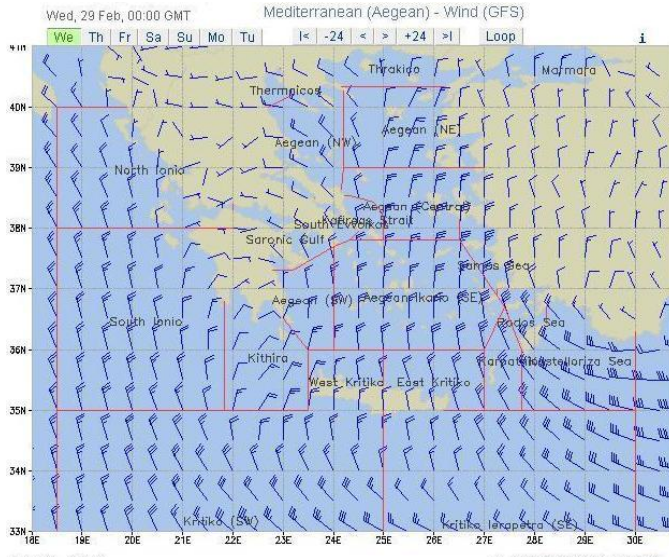 Wed, 29 Feb, 00:00 GMT
Mediterranean (Aegean) - Wind (GFS)
We Th Fr Sa Su Mo Tu I< -24 < > +24 >I Loop i
41N
Thrakiko Marmara
Thermaicos
40N
Aegean (NE)
Aegean (NW)
39N
North Ionio
Aegean (Central)
Kafireas Strait
38N
South Evvoikos
Saronic Gulf
Samos Sea
37N
Aegean (SW) Aegean Ikario (SE)
South Ionio Rodos Sea
36N
Kithira Karpathio Kastelloriza Sea
West Kritiko East Kritiko
35N
34N
Kritiko (SW) Kritiko Ierapetra (SE)
33N
18E 19E 20E 21E 22E 23E 24E 25E 26E 27E 28E 29E 30E